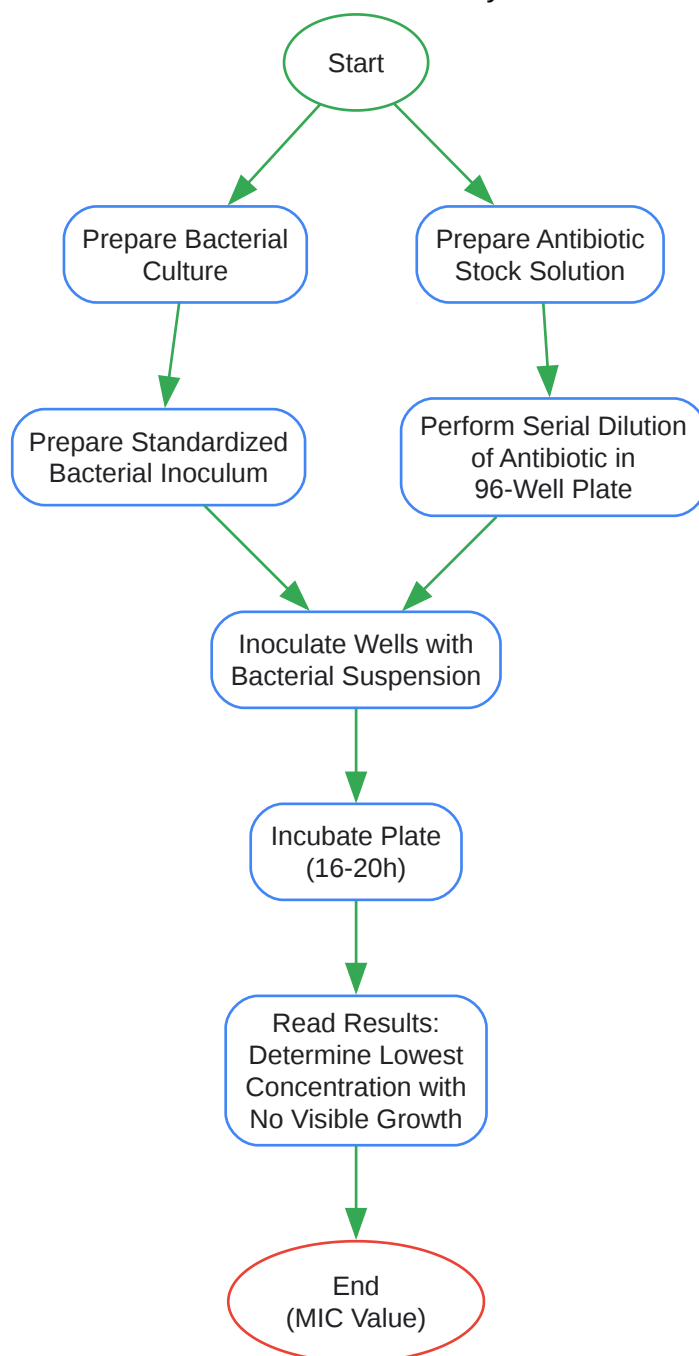 Start
Prepare Bacterial
Culture
Prepare Antibiotic
Stock Solution
Prepare Standardized
Bacterial Inoculum
Perform Serial Dilution
of Antibiotic in
96-Well Plate
Inoculate Wells with
Bacterial Suspension
Incubate Plate
(16-20h)
Read Results:
Determine Lowest
Concentration with
No Visible Growth
End
(MIC Value)